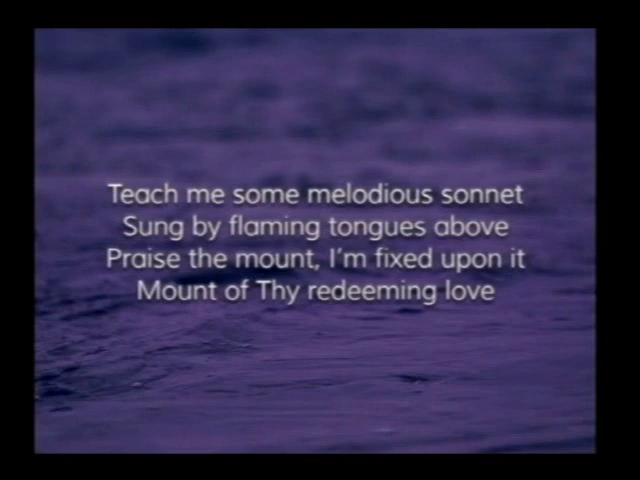 Teach me some melodious sonnet
Sung by flaming tongues above
Praise the mount, I'm fixed upon it
Mount of Thy redeeming love